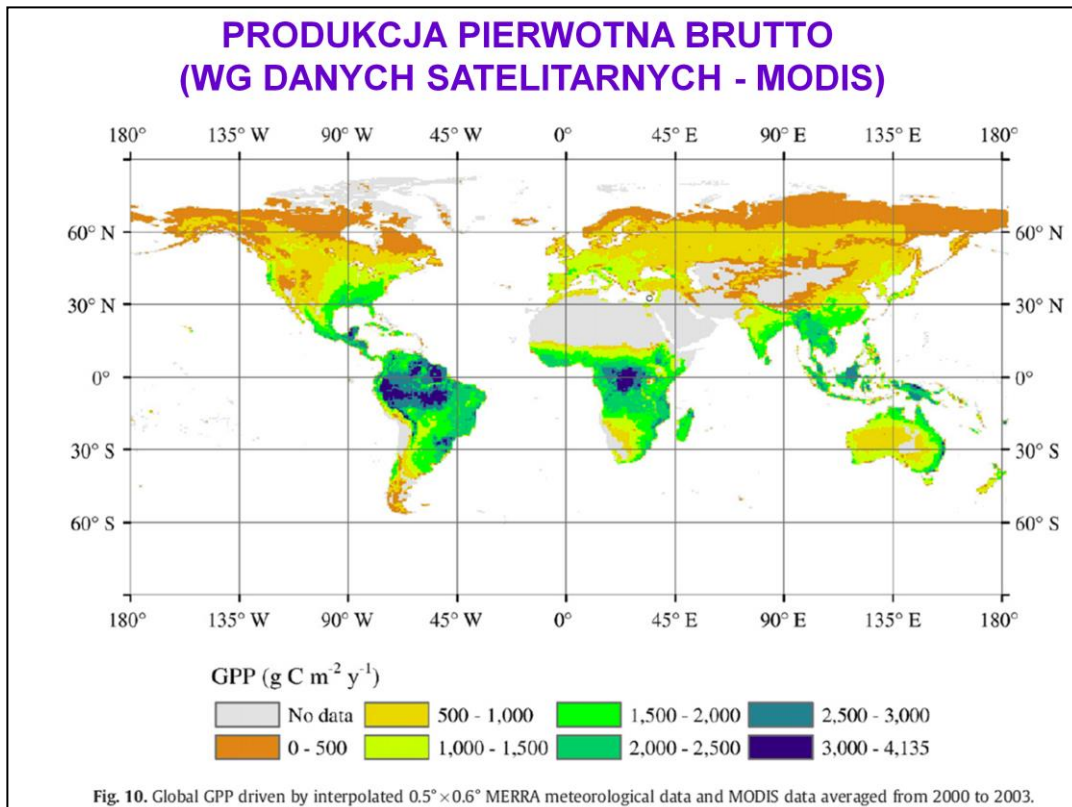 PRODUKCJA PIERWOTNA BRUTTO
(WG DANYCH SATELITARNYCH - MODIS)
180° 135° W 90° W 45° W 0° 45° E 90° E 135° E 180°
60° N 60° N
30° N 30° N
0° 0°
30° S 30° S
60° S 60° S
180° 135° W 90° W 45° W 0° 45° E 90° E 135° E 180°
GPP (g C m⁻² y⁻¹)
No data 500 - 1,000 1,500 - 2,000 2,500 - 3,000
0 - 500 1,000 - 1,500 2,000 - 2,500 3,000 - 4,135
Fig. 10. Global GPP driven by interpolated 0.5° × 0.6° MERRA meteorological data and MODIS data averaged from 2000 to 2003.